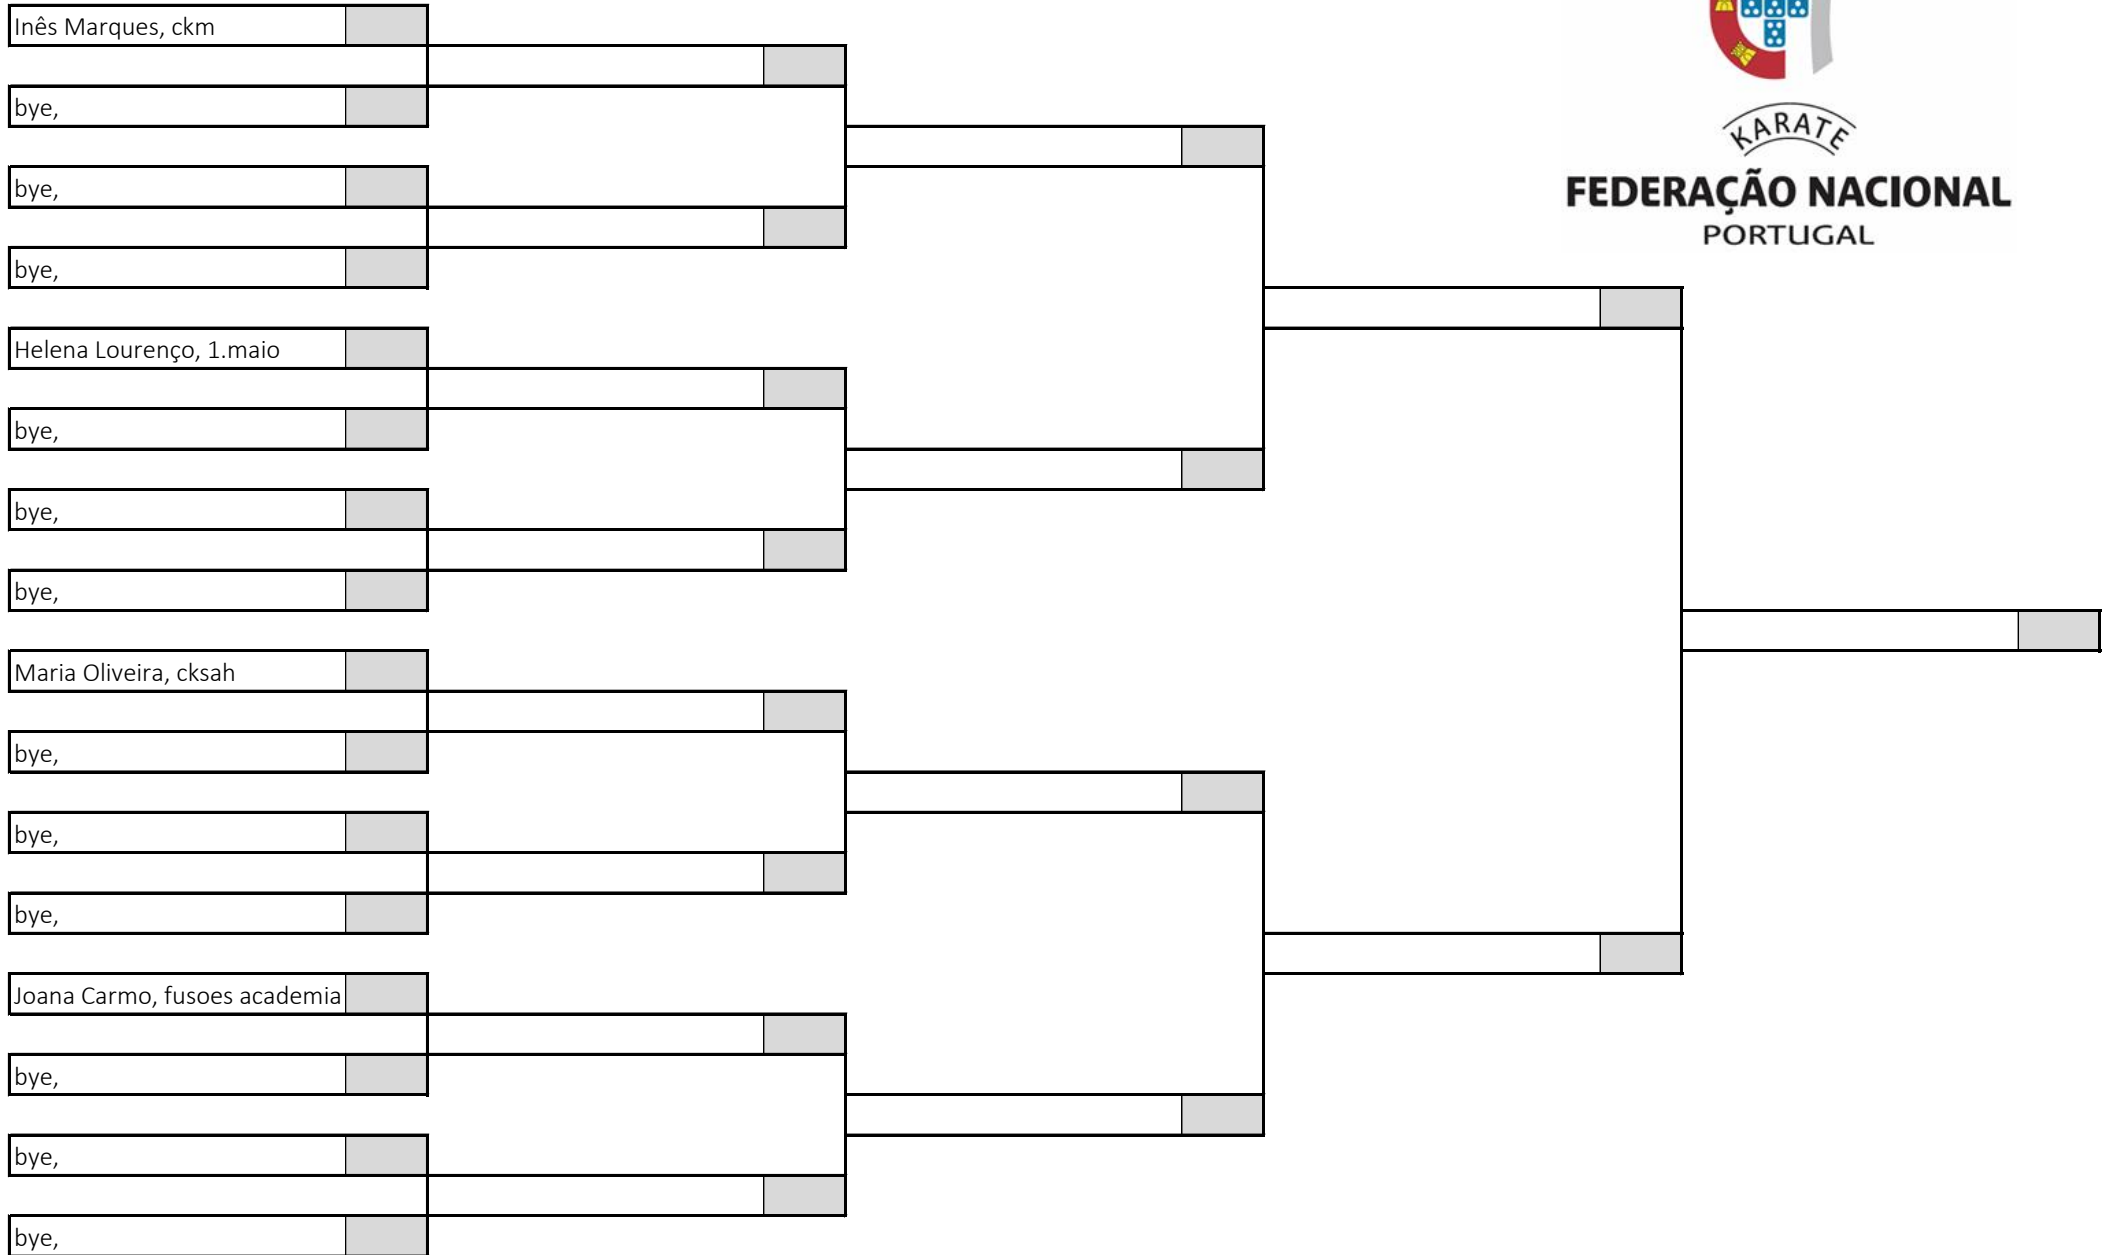 Inês Marques, ckm
bye,
bye,
bye,
Helena Lourenço, 1.maio
bye,
bye,
bye,
Maria Oliveira, cksah
bye,
bye,
bye,
Joana Carmo, fusoes academia
bye,
bye,
bye,
KARATE
FEDERAÇÃO NACIONAL
PORTUGAL